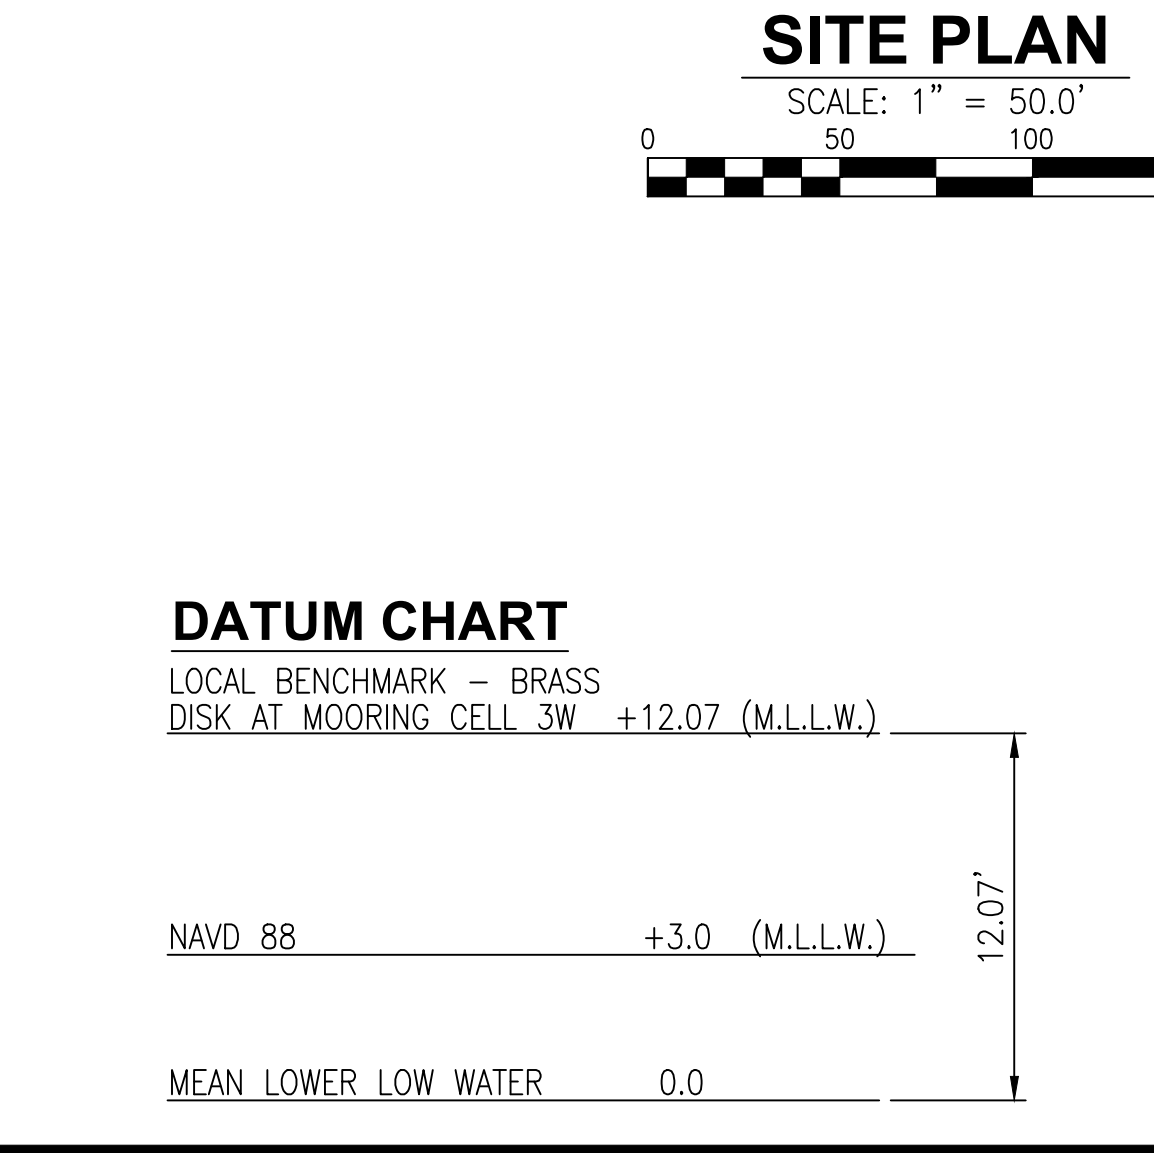 SITE PLAN
SCALE: 1" = 50.0'
0 50 100
DATUM CHART
LOCAL BENCHMARK – BRASS
DISK AT MOORING CELL 3W +12.07 (M.L.L.W.)
12.07'
NAVD 88 +3.0 (M.L.L.W.)
MEAN LOWER LOW WATER 0.0